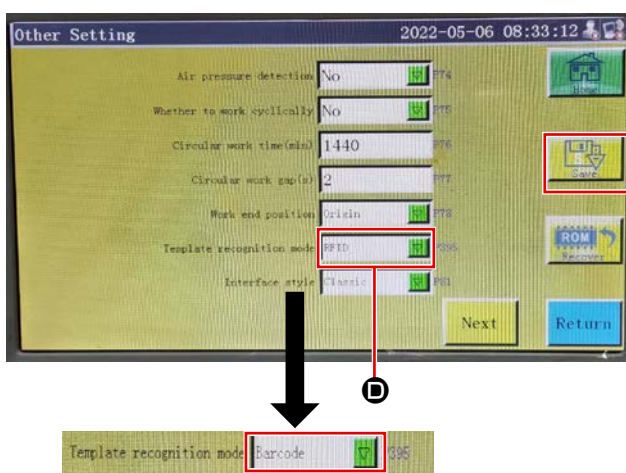 Other Setting 2022-05-06 08:33:12
Air pressure detection No P74
Home
Whether to work cyclically No P75
Circular work time(min) 1440 P76
Save
Circular work gap(s) 2 P77
Work end position Origin P78
Template recognition mode RFID P395
ROM
Recover
Interface style Classic P81
Next Return
D
Template recognition mode Barcode P395